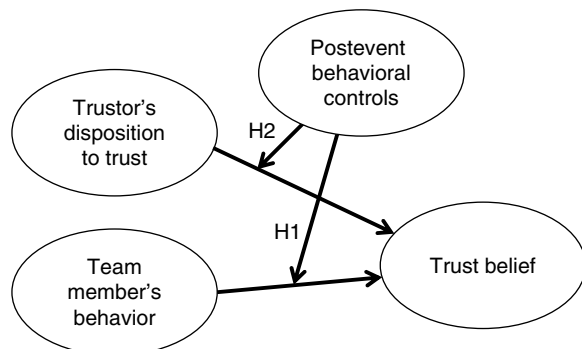 Postevent
behavioral
controls
Trustor's
disposition
to trust
H2
H1
Team
member's
behavior
Trust belief